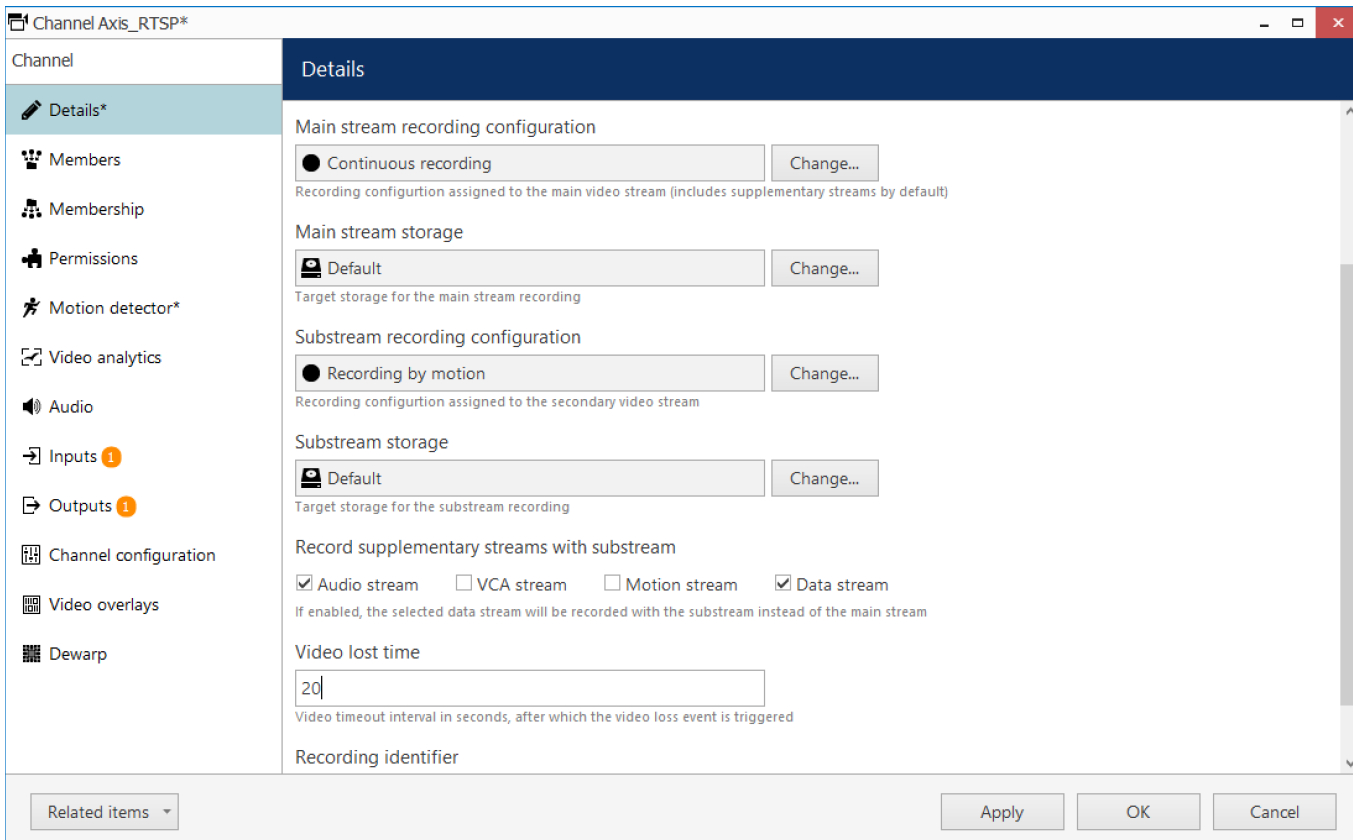 Channel Axis_RTSP*
Channel
Details*
Members
Membership
Permissions
Motion detector*
Video analytics
Audio
Inputs 1
Outputs 1
Channel configuration
Video overlays
Dewarp
Details
Main stream recording configuration
Continuous recording
Change...
Recording configurtion assigned to the main video stream (includes supplementary streams by default)
Main stream storage
Default
Change...
Target storage for the main stream recording
Substream recording configuration
Recording by motion
Change...
Recording configurtion assigned to the secondary video stream
Substream storage
Default
Change...
Target storage for the substream recording
Record supplementary streams with substream
Audio stream VCA stream Motion stream Data stream
If enabled, the selected data stream will be recorded with the substream instead of the main stream
Video lost time
20
Video timeout interval in seconds, after which the video loss event is triggered
Recording identifier
Related items
Apply
OK
Cancel